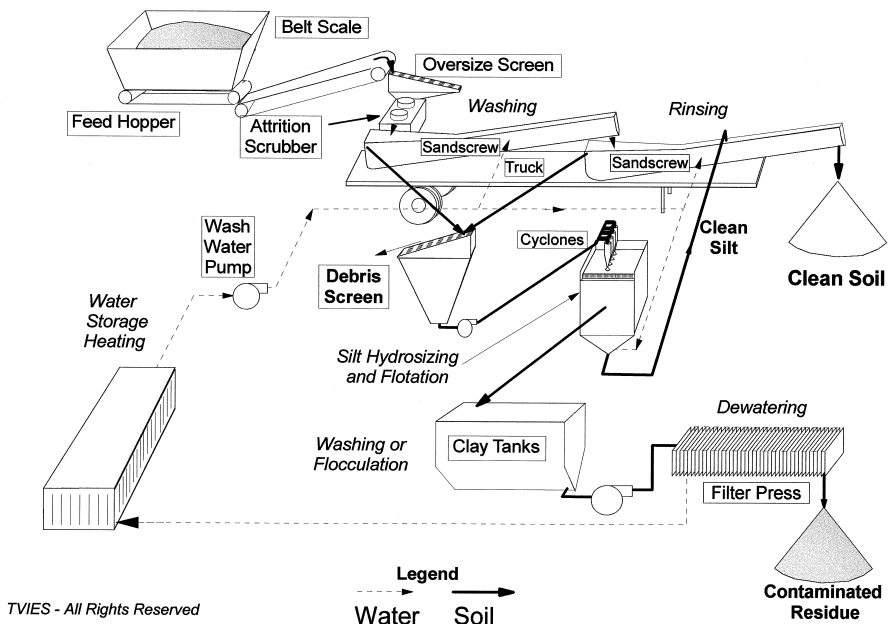 Belt Scale
Oversize Screen
Feed Hopper
Attrition
Scrubber
Washing
Rinsing
Sandscrew
Truck
Sandscrew
Wash
Water
Pump
Cyclones
Clean
Silt
Debris
Screen
Clean Soil
Water
Storage
Heating
Silt Hydrosizing
and Flotation
Dewatering
Washing or
Flocculation
Clay Tanks
Filter Press
Contaminated
Residue
Legend
Water
Soil
TVIES - All Rights Reserved